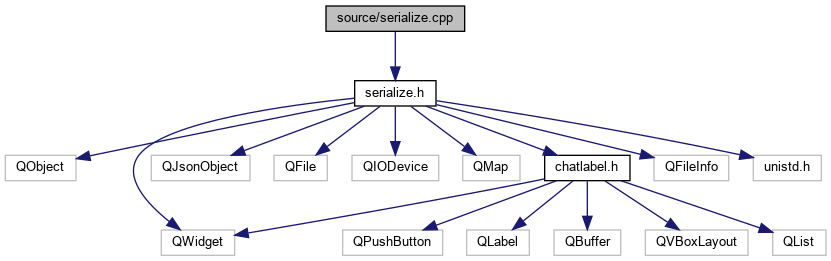 source/serialize.cpp
serialize.h
QObject
QJsonObject
QFile
QIODevice
QMap
chatlabel.h
QFileInfo
unistd.h
QWidget
QPushButton
QLabel
QBuffer
QVBoxLayout
QList